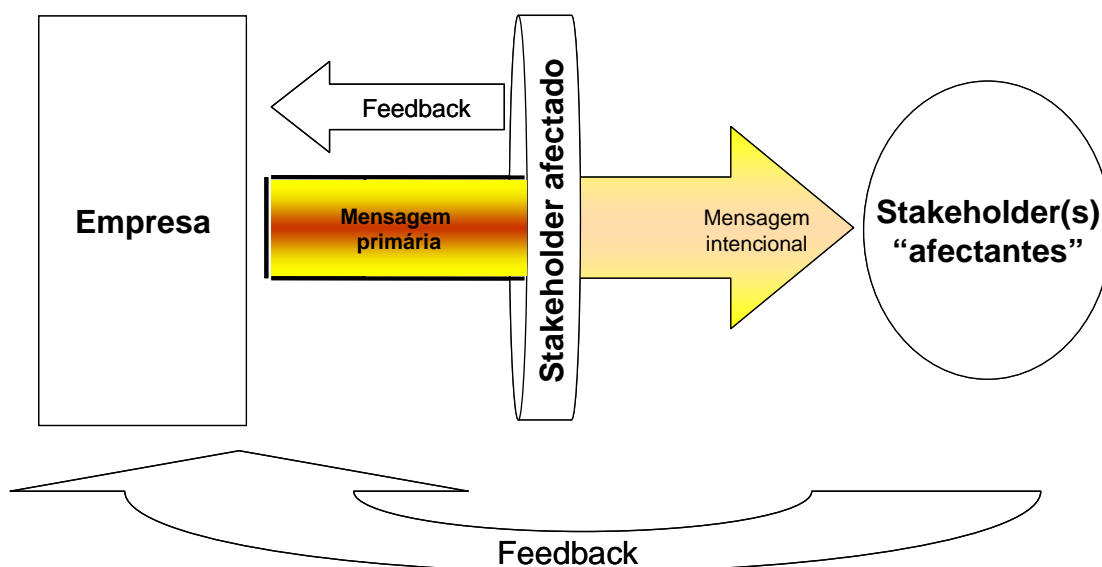 Feedback
Empresa
Mensagem
primária
Stakeholder afectado
Mensagem
intencional
Stakeholder(s)
“afectantes”
Feedback